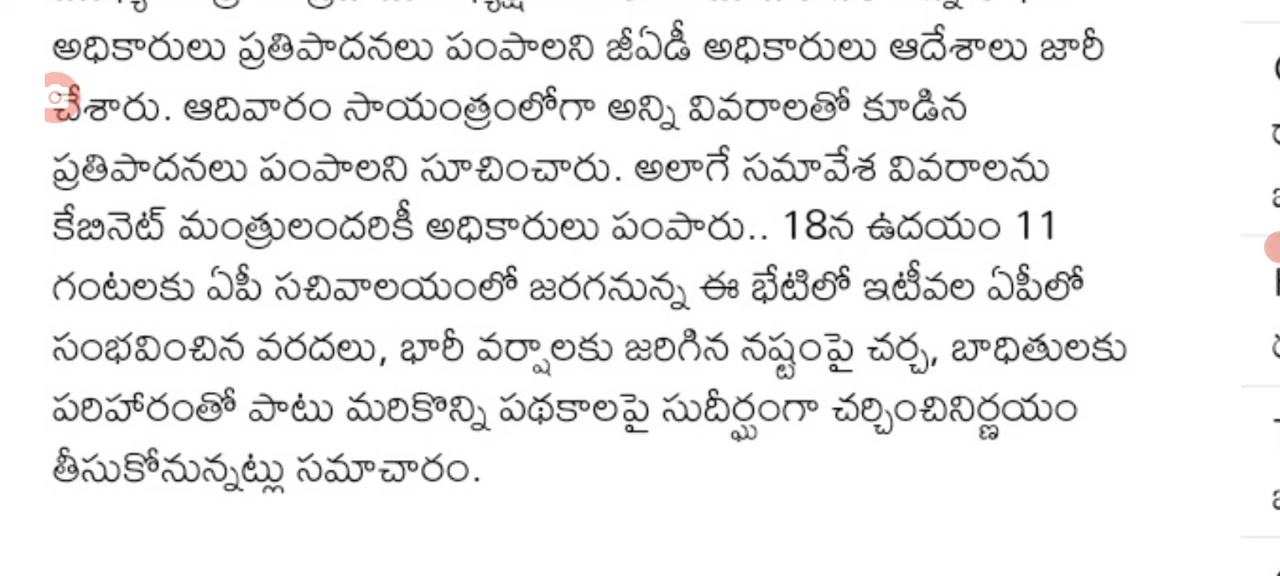 అధికారులు ప్రతిపాదనలు పంపాలని జీఏడీ అధికారులు ఆదేశాలు జారీ
చేశారు. ఆదివారం సాయంత్రంలోగా అన్ని వివరాలతో కూడిన
ప్రతిపాదనలు పంపాలని సూచించారు. అలాగే సమావేశ వివరాలను
కేబినెట్ మంత్రులందరికీ అధికారులు పంపారు.. 18న ఉదయం 11
గంటలకు ఏపీ సచివాలయంలో జరగనున్న ఈ భేటిలో ఇటీవల ఏపీలో
సంభవించిన వరదలు, భారీ వర్షాలకు జరిగిన నష్టంపై చర్చ, బాధితులకు
పరిహారంతో పాటు మరికొన్ని పథకాలపై సుదీర్ఘంగా చర్చించినిర్ణయం
తీసుకోనున్నట్లు సమాచారం.